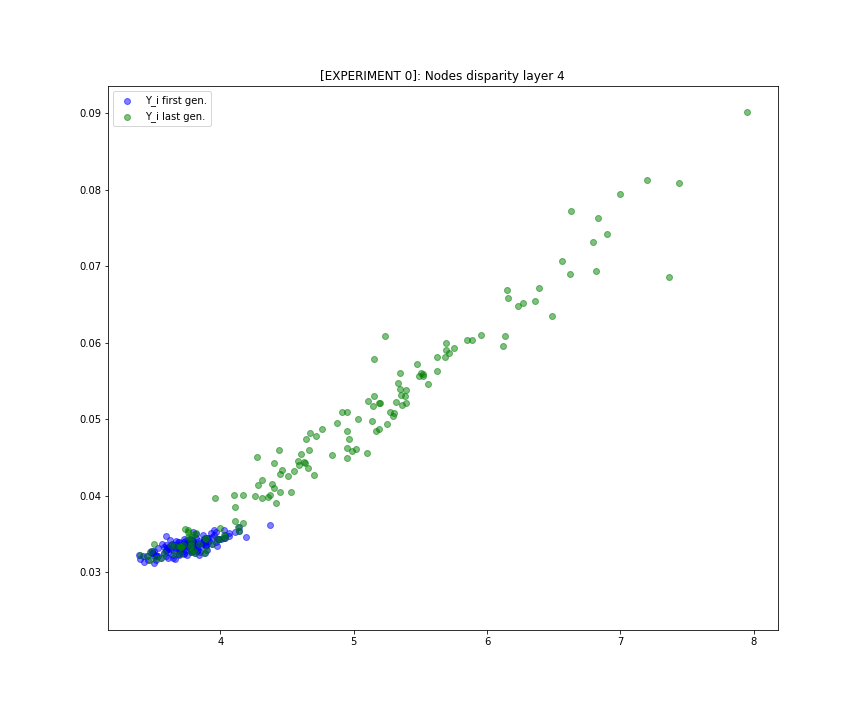 [EXPERIMENT 0]: Nodes disparity layer 4
Y_i first gen.
Y_i last gen.
0.09
0.08
0.07
0.06
0.05
0.04
0.03
4 5 6 7 8